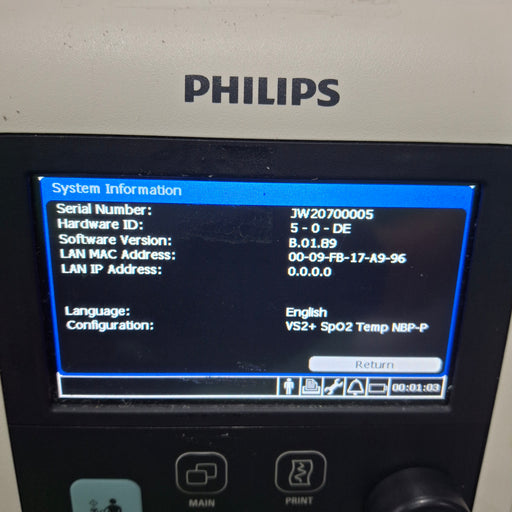 PHILIPS
System Information
Serial Number: JW20700005
Hardware ID: 5 - 0 - DE
Software Version: B.01.89
LAN MAC Address: 00-09-FB-17-A9-96
LAN IP Address: 0.0.0.0
Language: English
Configuration: VS2+ SpO2 Temp NBP-P
Return
00:01:03
MAIN
PRINT